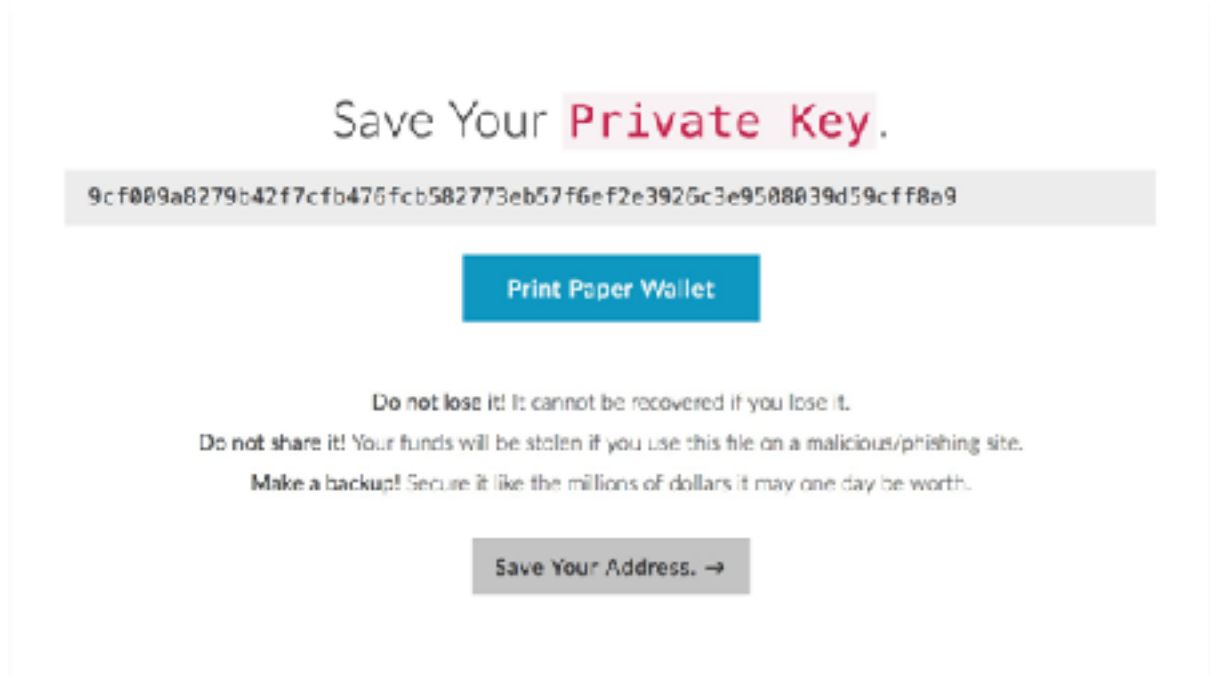 Save Your Private Key.
9cf009a8279b42f7cfb476fcb582773eb57f6ef2e3926c3e9508039d59cff8a9
Print Paper Wallet
Do not lose it! It cannot be recovered if you lose it.
Do not share it! Your funds will be stolen if you use this file on a malicious/phishing site.
Make a backup! Secure it like the millions of dollars it may one day be worth.
Save Your Address. →